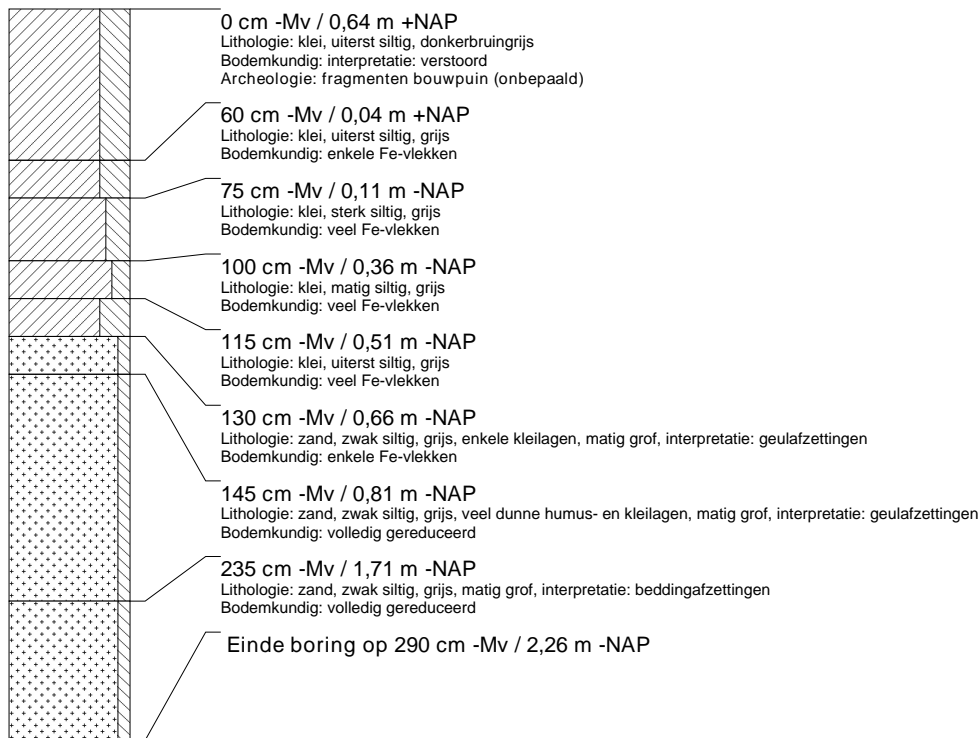 0 cm -Mv / 0,64 m +NAP
Lithologie: klei, uiterst siltig, donkerbruingrijs
Bodemkundig: interpretatie: verstoord
Archeologie: fragmenten bouwpuin (onbepaald)
60 cm -Mv / 0,04 m +NAP
Lithologie: klei, uiterst siltig, grijs
Bodemkundig: enkele Fe-vlekken
75 cm -Mv / 0,11 m -NAP
Lithologie: klei, sterk siltig, grijs
Bodemkundig: veel Fe-vlekken
100 cm -Mv / 0,36 m -NAP
Lithologie: klei, matig siltig, grijs
Bodemkundig: veel Fe-vlekken
115 cm -Mv / 0,51 m -NAP
Lithologie: klei, uiterst siltig, grijs
Bodemkundig: veel Fe-vlekken
130 cm -Mv / 0,66 m -NAP
Lithologie: zand, zwak siltig, grijs, enkele kleilagen, matig grof, interpretatie: geulafzettingen
Bodemkundig: enkele Fe-vlekken
145 cm -Mv / 0,81 m -NAP
Lithologie: zand, zwak siltig, grijs, veel dunne humus- en kleilagen, matig grof, interpretatie: geulafzettingen
Bodemkundig: volledig gereduceerd
235 cm -Mv / 1,71 m -NAP
Lithologie: zand, zwak siltig, grijs, matig grof, interpretatie: beddingafzettingen
Bodemkundig: volledig gereduceerd
Einde boring op 290 cm -Mv / 2,26 m -NAP